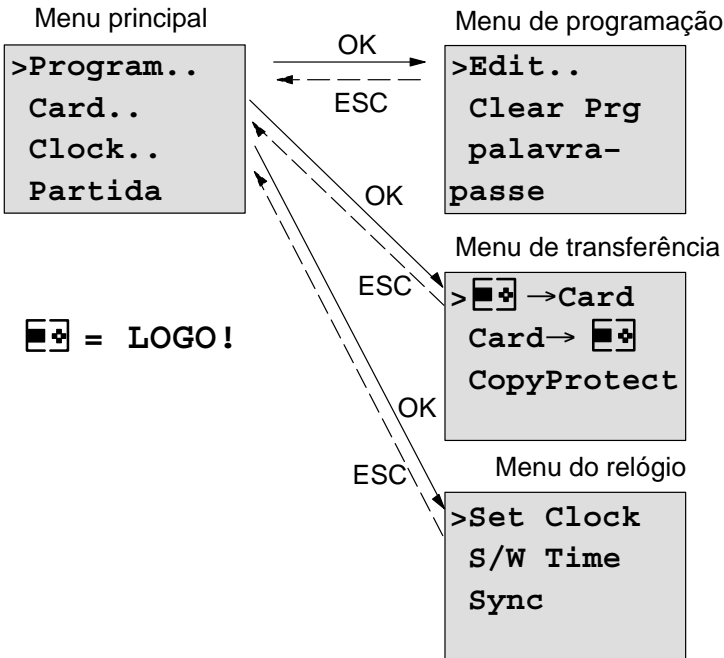 Menu principal
>Program..
Card..
Clock..
Partida
OK
ESC
Menu de programação
>Edit..
Clear Prg
palavra-
passe
OK
ESC
Menu de transferência
> →Card
Card→
CopyProtect
= LOGO!
OK
ESC
Menu do relógio
>Set Clock
S/W Time
Sync